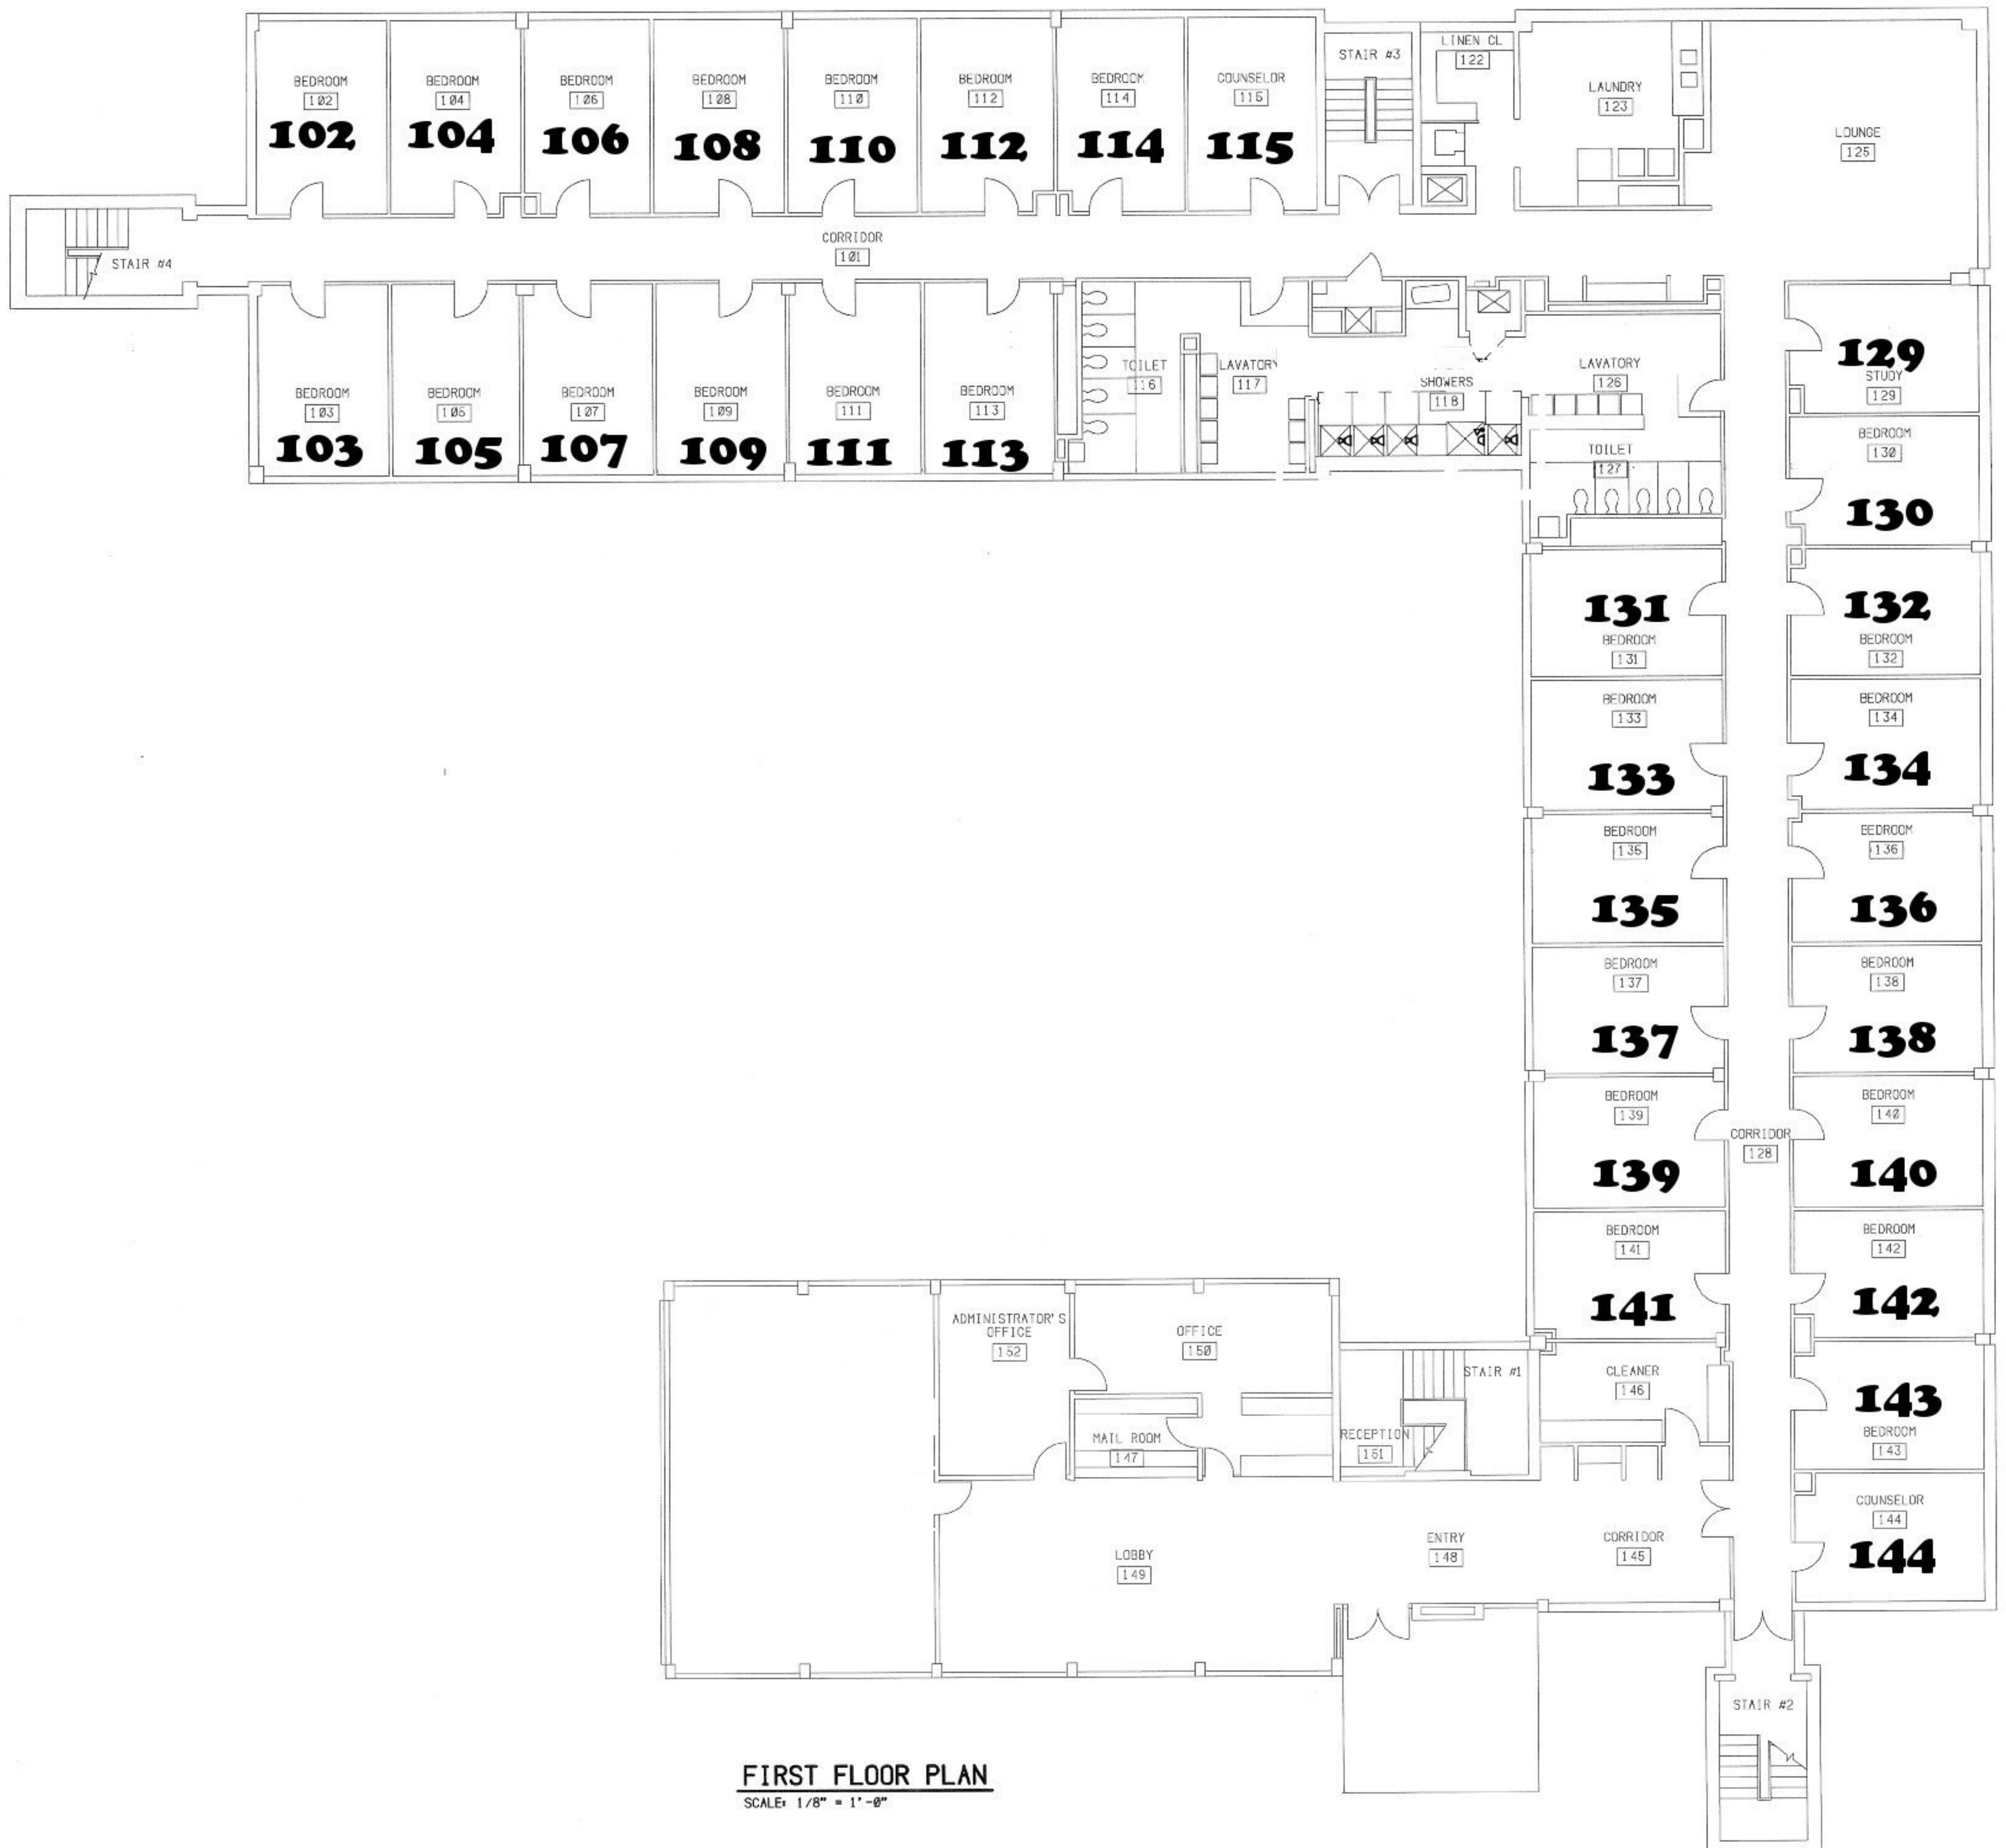 BEDROOM
102
102
BEDROOM
104
104
BEDROOM
106
106
BEDROOM
108
108
BEDROOM
110
110
BEDROOM
112
112
BEDROOM
114
114
COUNSELOR
115
115
STAIR #3
LINEN CL
122
LAUNDRY
123
LOUNGE
125
STAIR #4
CORRIDOR
101
BEDROOM
103
103
BEDROOM
105
105
BEDROOM
107
107
BEDROOM
109
109
BEDROOM
111
111
BEDROOM
113
113
TOILET
116
LAVATORY
117
SHOWERS
118
LAVATORY
126
TOILET
127
129
STUDY
129
BEDROOM
130
130
131
BEDROOM
131
132
BEDROOM
132
BEDROOM
133
133
BEDROOM
134
134
BEDROOM
135
135
BEDROOM
136
136
BEDROOM
137
137
BEDROOM
138
138
BEDROOM
139
139
CORRIDOR
128
BEDROOM
140
140
BEDROOM
141
141
BEDROOM
142
142
ADMINISTRATOR'S
OFFICE
152
OFFICE
150
MAIL ROOM
147
RECEPTION
151
STAIR #1
CLEANER
146
143
BEDROOM
143
LOBBY
149
ENTRY
148
CORRIDOR
145
COUNSELOR
144
144
STAIR #2
FIRST FLOOR PLAN
SCALE: 1/8" = 1'-0"